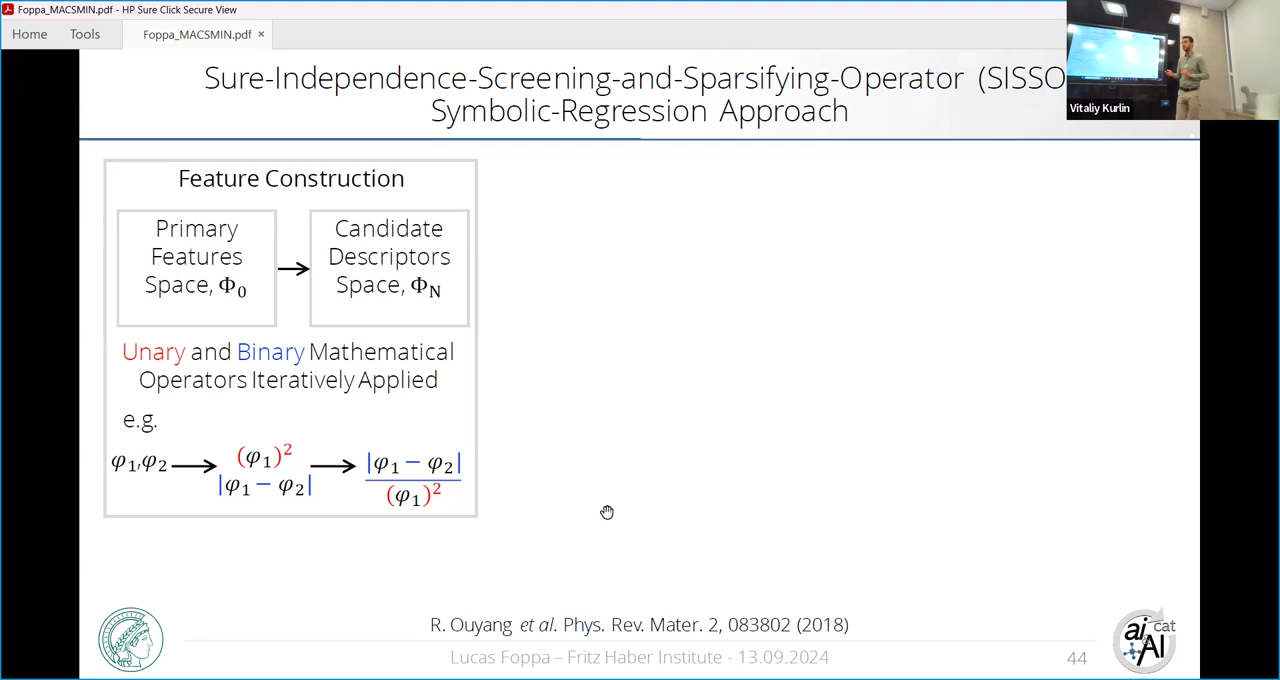 Foppa_MACSMIN.pdf - HP Sure Click Secure View
Home Tools Foppa_MACSMIN.pdf ×
Sure-Independence-Screening-and-Sparsifying-Operator (SISSO
Symbolic-Regression Approach
Vitaliy Kurlin
Feature Construction
Primary
Features
Space, Φ₀
Candidate
Descriptors
Space, Φ_N
Unary and Binary Mathematical
Operators Iteratively Applied
e.g.
φ₁,φ₂ → (φ₁)² |φ₁ − φ₂| → |φ₁ − φ₂| / (φ₁)²
R. Ouyang et al. Phys. Rev. Mater. 2, 083802 (2018)
Lucas Foppa – Fritz Haber Institute - 13.09.2024
44
ai cat
AI